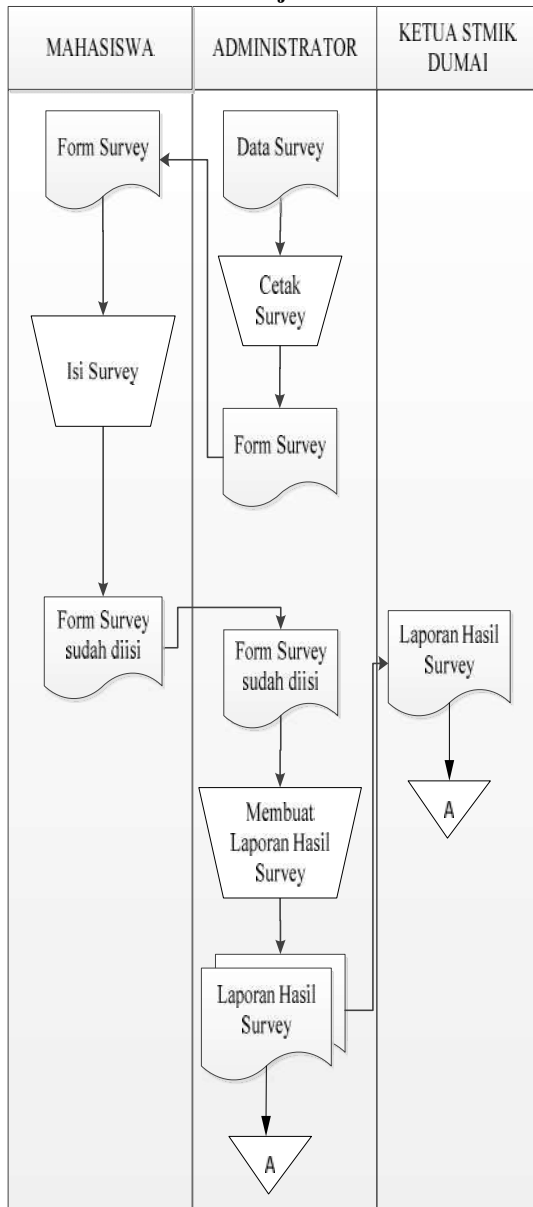 MAHASISWA
ADMINISTRATOR
KETUA STMIK
DUMAI
Form Survey
Data Survey
Cetak
Survey
Isi Survey
Form Survey
Form Survey
sudah diisi
Form Survey
sudah diisi
Laporan Hasil
Survey
A
Membuat
Laporan Hasil
Survey
Laporan Hasil
Survey
A